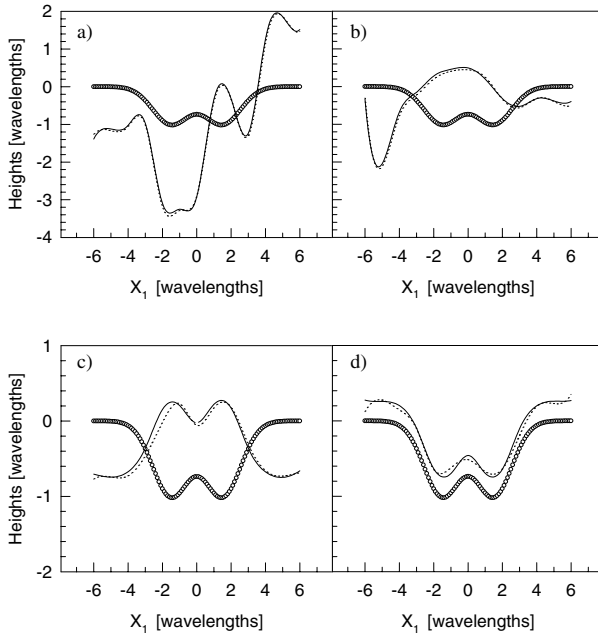 a)
b)
2
1
0
-1
-2
-3
-4
Heights [wavelengths]
-6 -4 -2 0 2 4 6
-6 -4 -2 0 2 4 6
X1 [wavelengths]
X1 [wavelengths]
c)
d)
1
0
-1
-2
Heights [wavelengths]
-6 -4 -2 0 2 4 6
-6 -4 -2 0 2 4 6
X1 [wavelengths]
X1 [wavelengths]